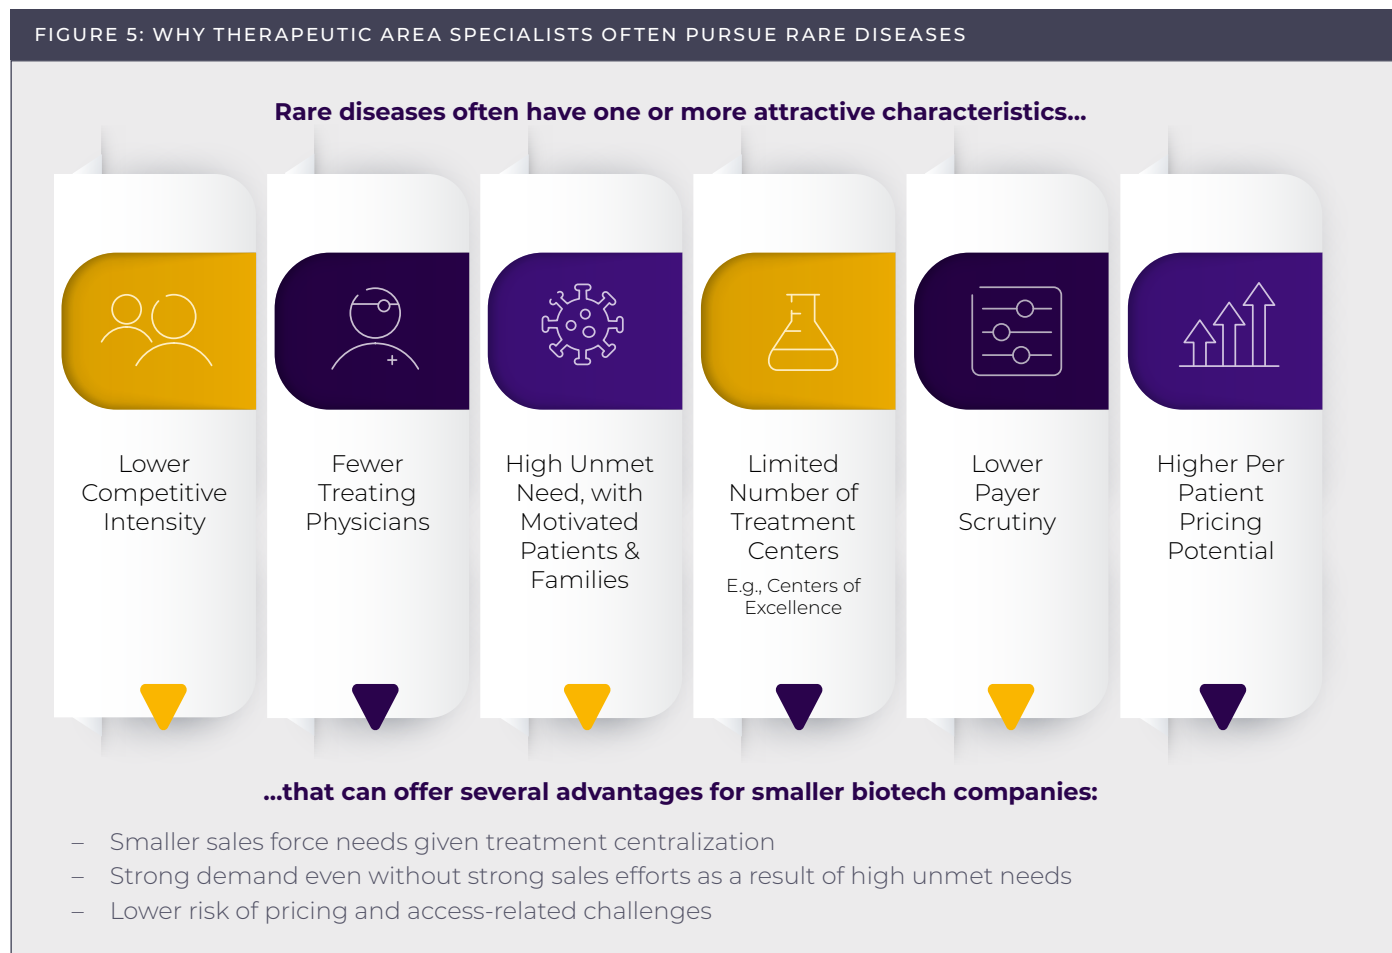 FIGURE 5: WHY THERAPEUTIC AREA SPECIALISTS OFTEN PURSUE RARE DISEASES
Rare diseases often have one or more attractive characteristics...
Lower
Competitive
Intensity
Fewer
Treating
Physicians
High Unmet
Need, with
Motivated
Patients &
Families
Limited
Number of
Treatment
Centers
E.g., Centers of
Excellence
Lower
Payer
Scrutiny
Higher Per
Patient
Pricing
Potential
...that can offer several advantages for smaller biotech companies:
– Smaller sales force needs given treatment centralization
– Strong demand even without strong sales efforts as a result of high unmet needs
– Lower risk of pricing and access-related challenges